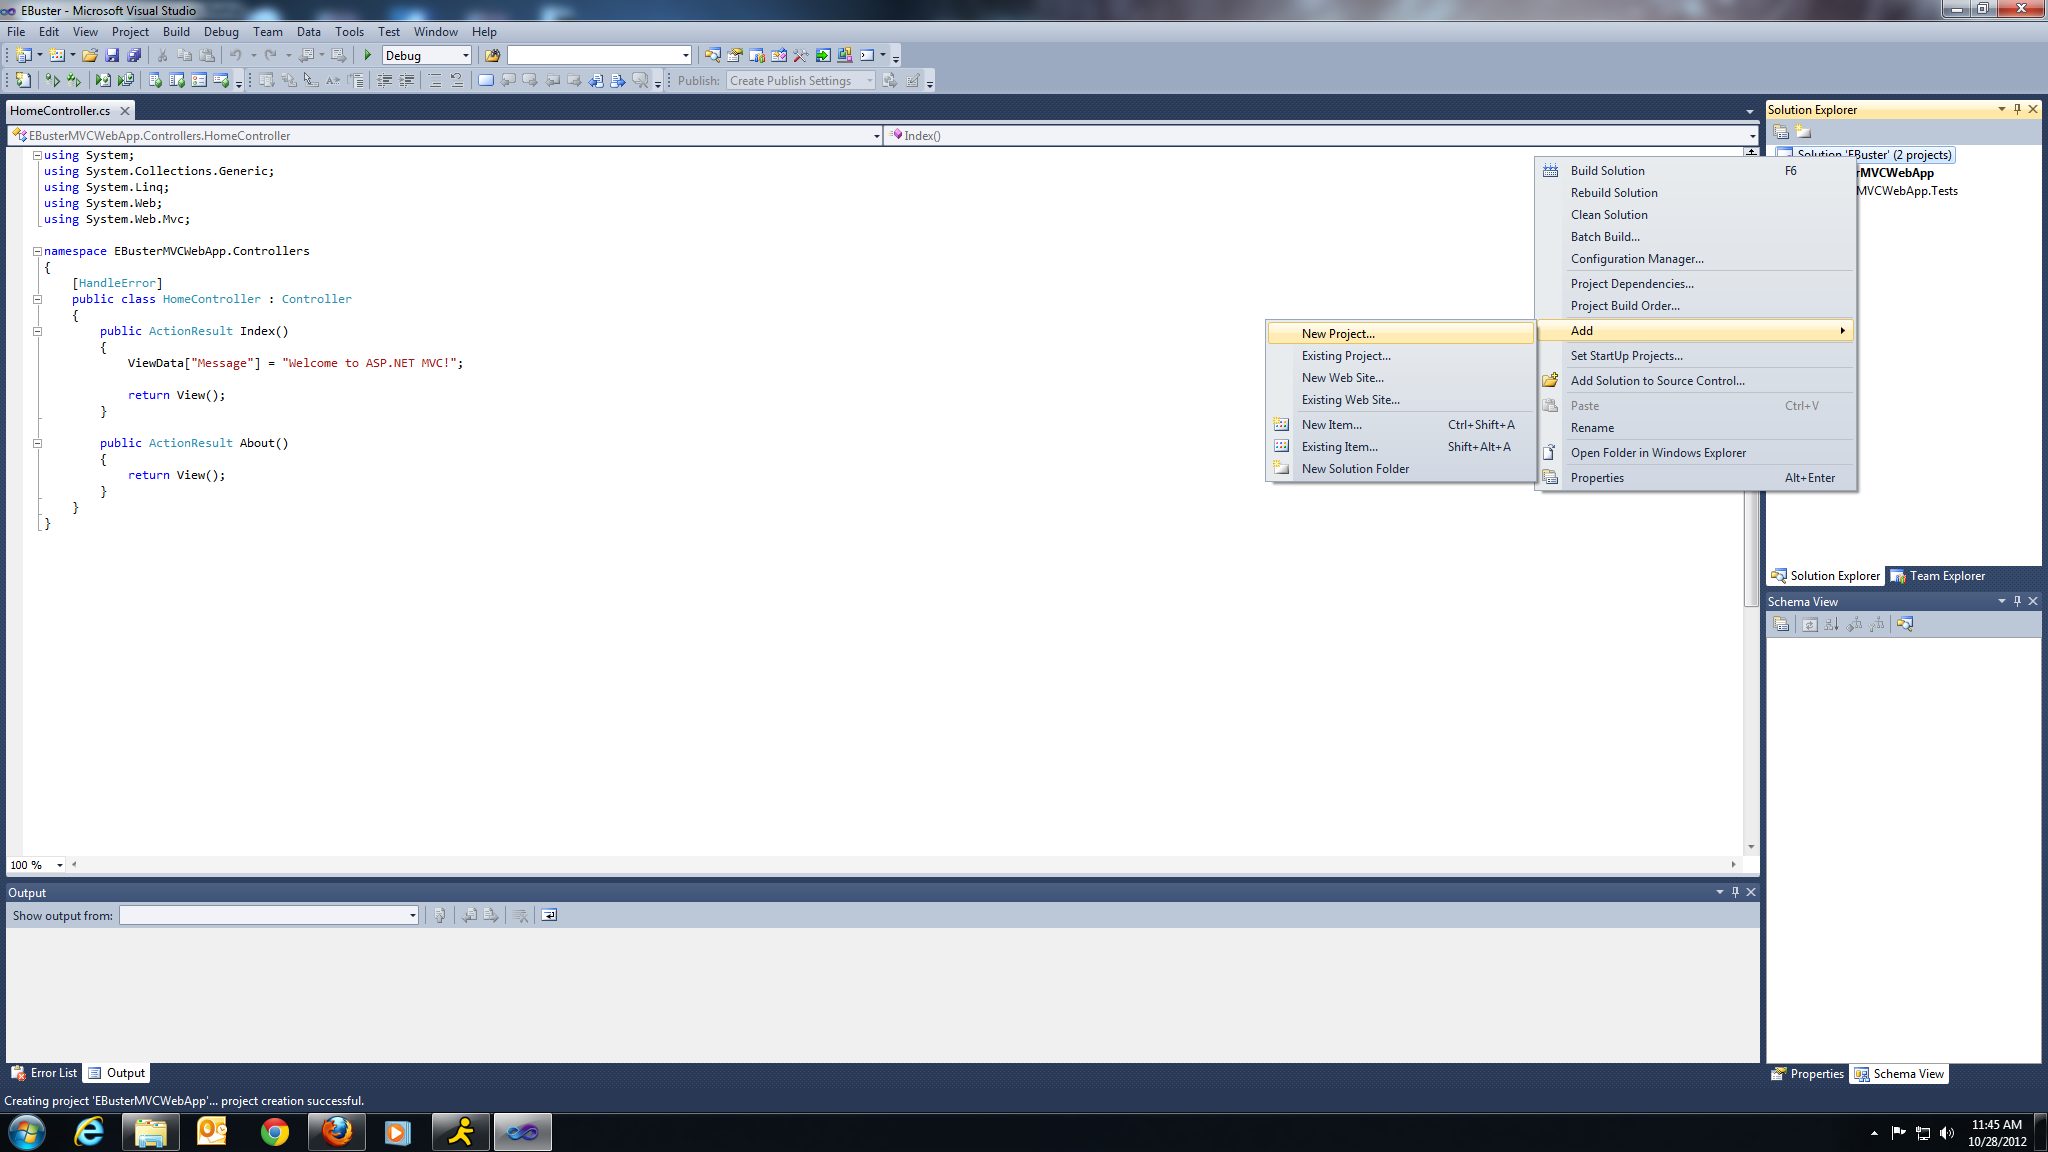 EBuster - Microsoft Visual Studio
File Edit View Project Build Debug Team Data Tools Test Window Help
Debug
Publish: Create Publish Settings
HomeController.cs
EBusterMVCWebApp.Controllers.HomeController
Index()
using System;
using System.Collections.Generic;
using System.Linq;
using System.Web;
using System.Web.Mvc;
namespace EBusterMVCWebApp.Controllers
{
[HandleError]
public class HomeController : Controller
{
public ActionResult Index()
{
ViewData["Message"] = "Welcome to ASP.NET MVC!";
return View();
}
public ActionResult About()
{
return View();
}
}
}
100 %
New Project...
Existing Project...
New Web Site...
Existing Web Site...
New Item... Ctrl+Shift+A
Existing Item... Shift+Alt+A
New Solution Folder
Build Solution F6
Rebuild Solution
Clean Solution
Batch Build...
Configuration Manager...
Project Dependencies...
Project Build Order...
Add
Set StartUp Projects...
Add Solution to Source Control...
Paste Ctrl+V
Rename
Open Folder in Windows Explorer
Properties Alt+Enter
Solution Explorer
Solution 'EBuster' (2 projects)
rMVCWebApp
MVCWebApp.Tests
Solution Explorer Team Explorer
Schema View
Properties Schema View
Output
Show output from:
Error List Output
Creating project 'EBusterMVCWebApp'... project creation successful.
11:45 AM
10/28/2012